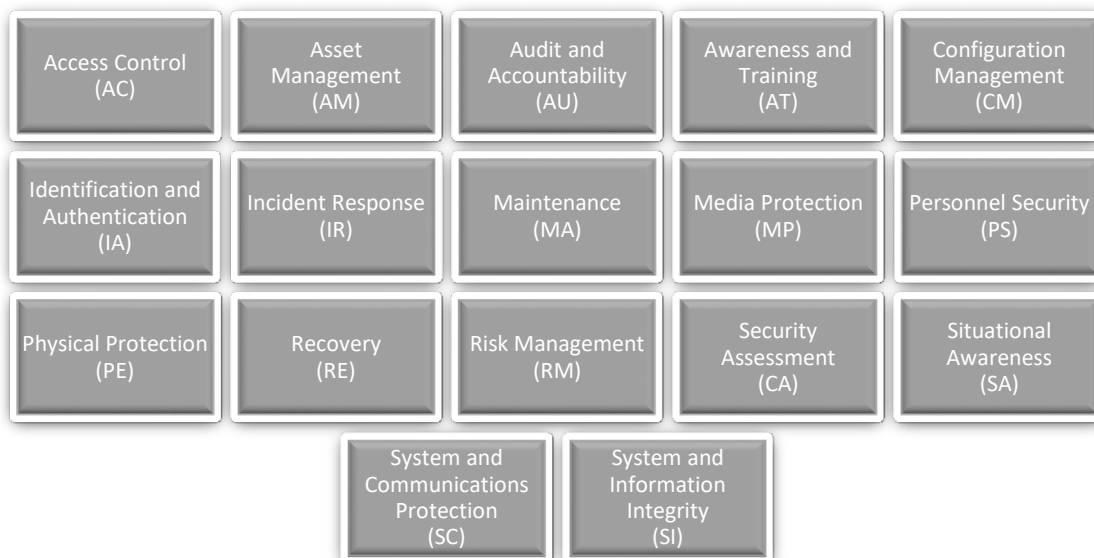 Access Control
(AC)
Asset
Management
(AM)
Audit and
Accountability
(AU)
Awareness and
Training
(AT)
Configuration
Management
(CM)
Identification and
Authentication
(IA)
Incident Response
(IR)
Maintenance
(MA)
Media Protection
(MP)
Personnel Security
(PS)
Physical Protection
(PE)
Recovery
(RE)
Risk Management
(RM)
Security
Assessment
(CA)
Situational
Awareness
(SA)
System and
Communications
Protection
(SC)
System and
Information
Integrity
(SI)